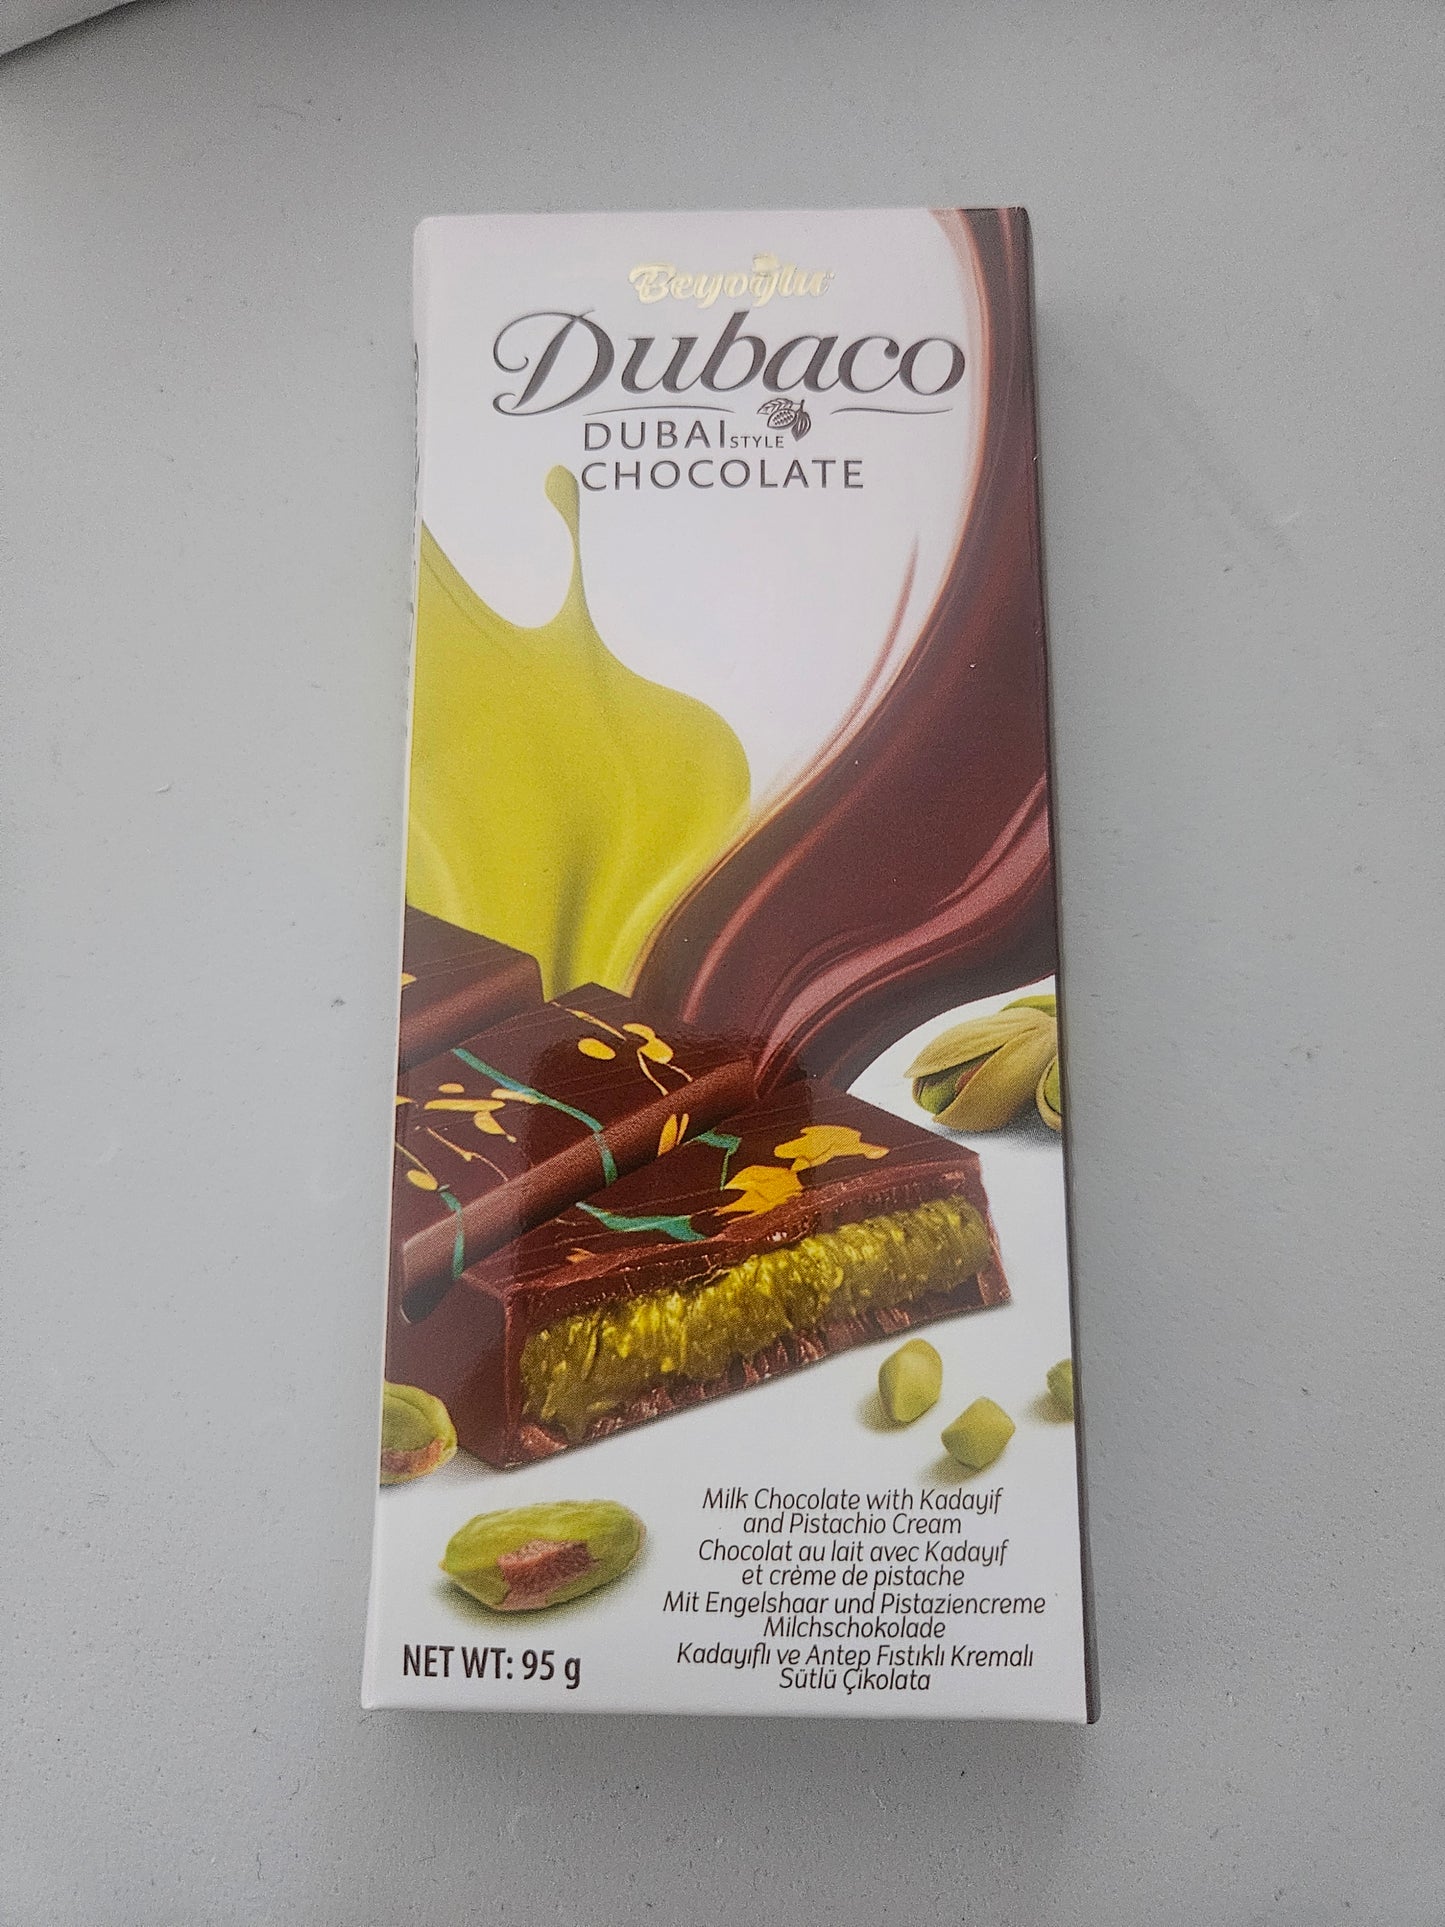 Beyoğlu
Dubaco
DUBAI STYLE
CHOCOLATE
Milk Chocolate with Kadayif
and Pistachio Cream
Chocolat au lait avec Kadayıf
et crème de pistache
Mit Engelshaar und Pistaziencreme
Milchschokolade
Kadayıflı ve Antep Fıstıklı Kremalı
Sütlü Çikolata
NET WT: 95 g